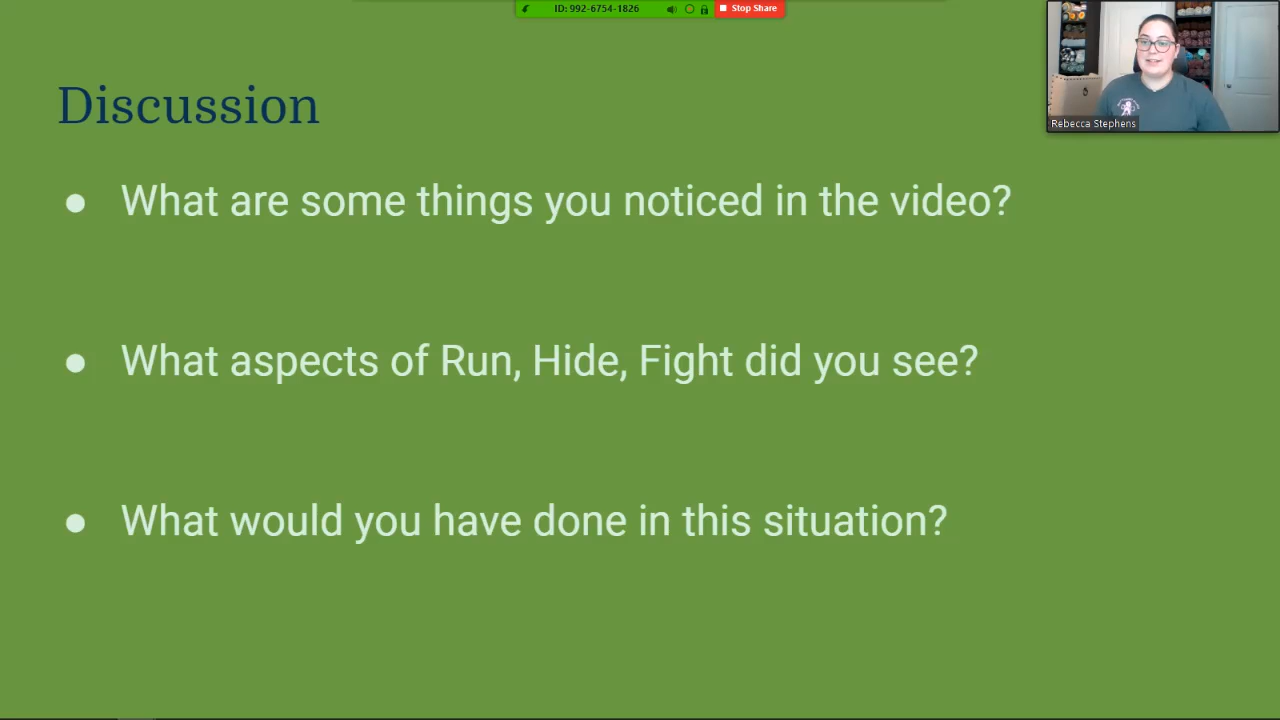 ID: 992-6754-1826
Stop Share
Rebecca Stephens
Discussion
● What are some things you noticed in the video?
● What aspects of Run, Hide, Fight did you see?
● What would you have done in this situation?